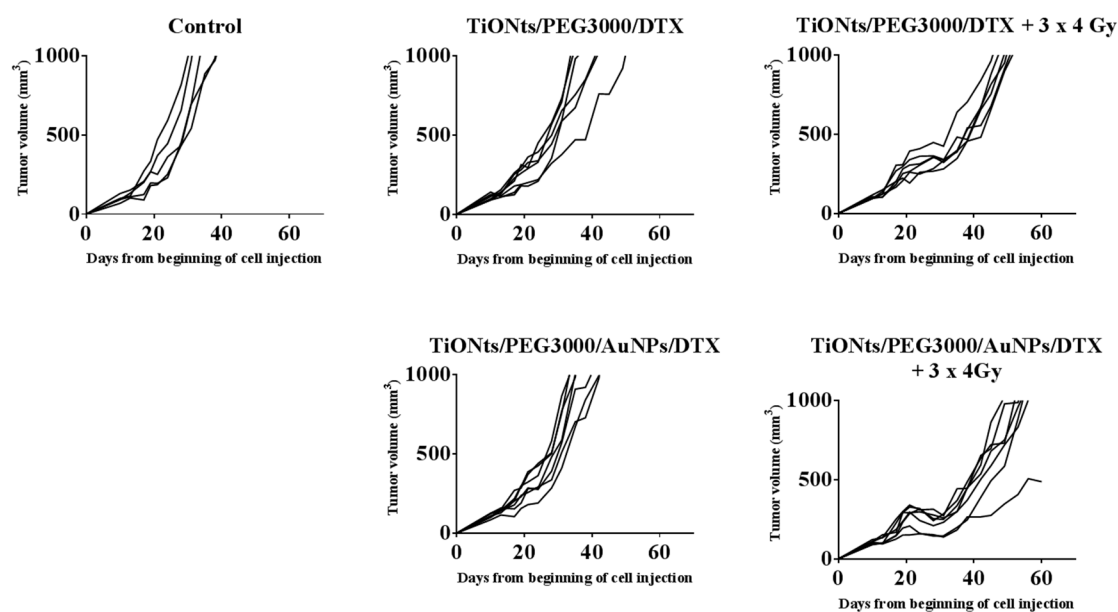 Control
Tumor volume (mm³)
1000
500
0
0 20 40 60
Days from beginning of cell injection
TiONts/PEG3000/DTX
Tumor volume (mm³)
1000
500
0
0 20 40 60
Days from beginning of cell injection
TiONts/PEG3000/DTX + 3 x 4 Gy
Tumor volume (mm³)
1000
500
0
0 20 40 60
Days from beginning of cell injection
TiONts/PEG3000/AuNPs/DTX
Tumor volume (mm³)
1000
500
0
0 20 40 60
Days from beginning of cell injection
TiONts/PEG3000/AuNPs/DTX
+ 3 x 4Gy
Tumor volume (mm³)
1000
500
0
0 20 40 60
Days from beginning of cell injection